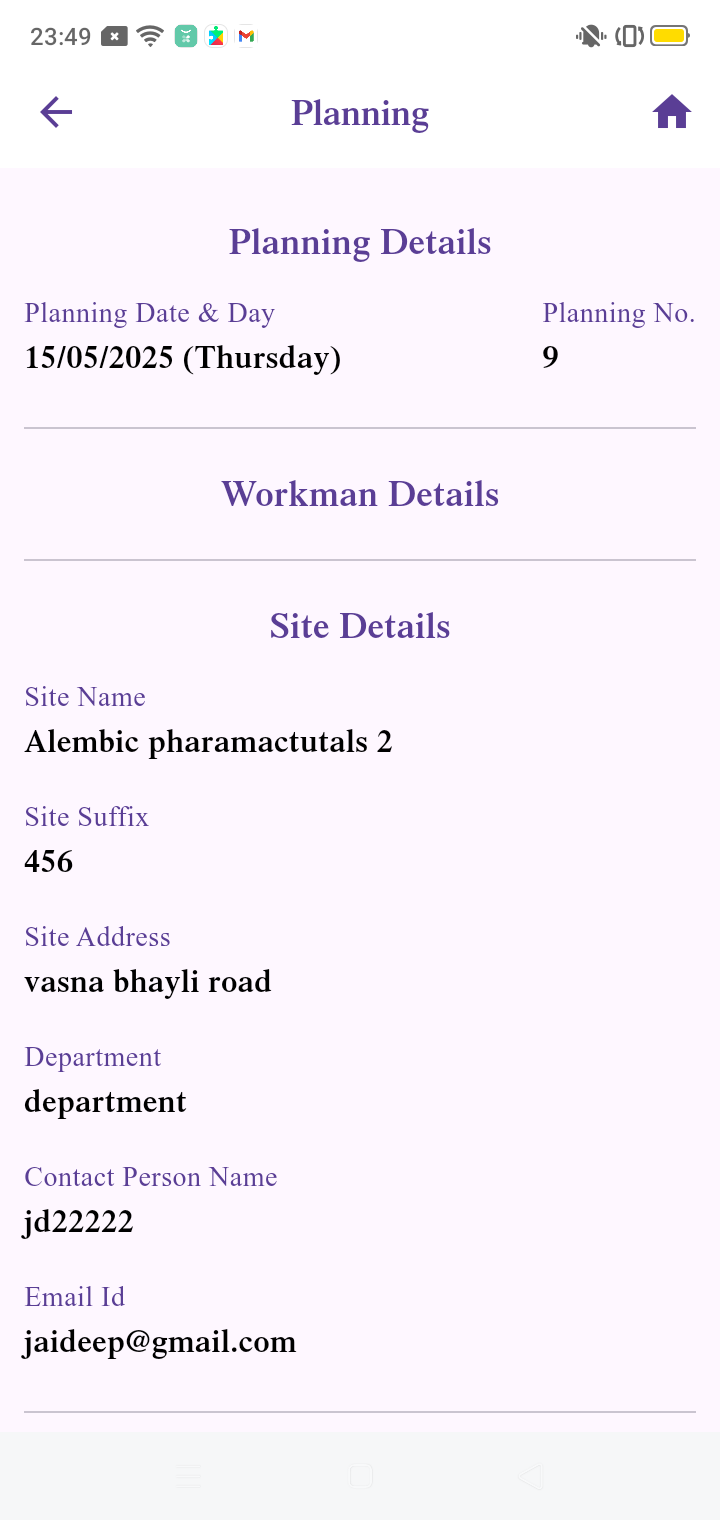 23:49
Planning
Planning Details
Planning Date & Day
Planning No.
15/05/2025 (Thursday)
9
Workman Details
Site Details
Site Name
Alembic pharamactutals 2
Site Suffix
456
Site Address
vasna bhayli road
Department
department
Contact Person Name
jd22222
Email Id
jaideep@gmail.com